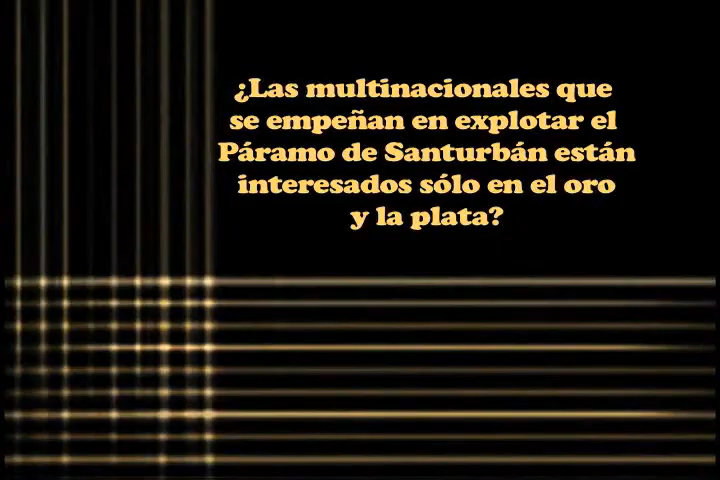 ¿Las multinacionales que
se empeñan en explotar el
Páramo de Santurbán están
interesados sólo en el oro
y la plata?